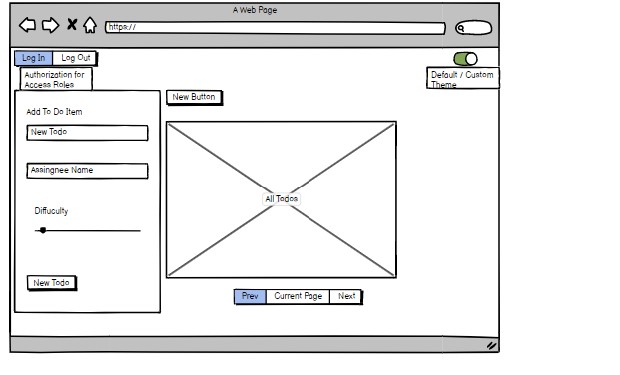 A Web Page
https://
Log In Log Out
Authorization for
Access Roles
Default / Custom
Theme
Add To Do Item
New Button
New Todo
Assingnee Name
All Todos
Difficulty
New Todo
Prev Current Page Next